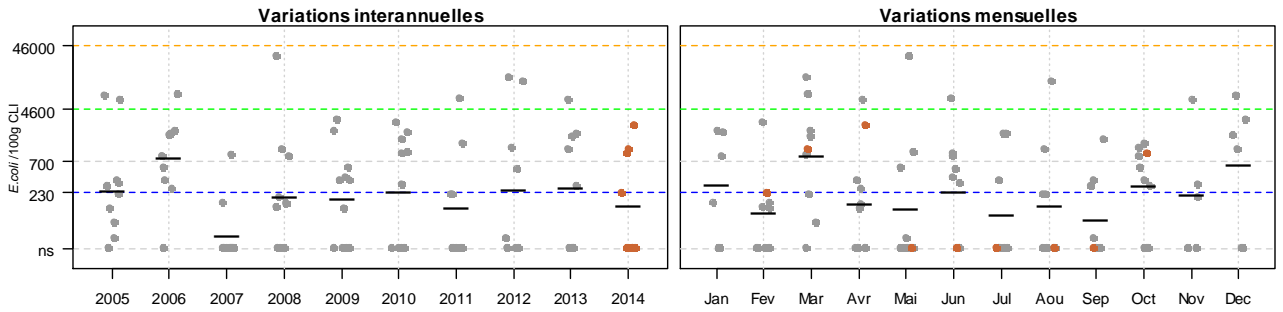 Variations interannuelles
Variations mensuelles
E.coli /100g CLI
46000
4600
700
230
ns
2005 2006 2007 2008 2009 2010 2011 2012 2013 2014
Jan Fev Mar Avr Mai Jun Jul Aou Sep Oct Nov Dec